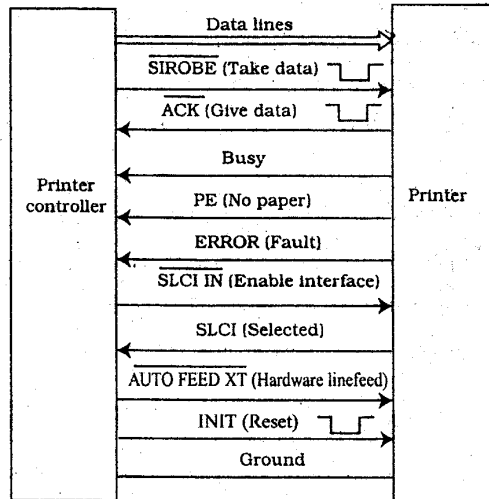 Data lines
SIROBE (Take data)
ACK (Give data)
Busy
Printer
controller
Printer
PE (No paper)
ERROR (Fault)
SLCI IN (Enable interface)
SLCI (Selected)
AUTO FEED XT (Hardware linefeed)
INIT (Reset)
Ground